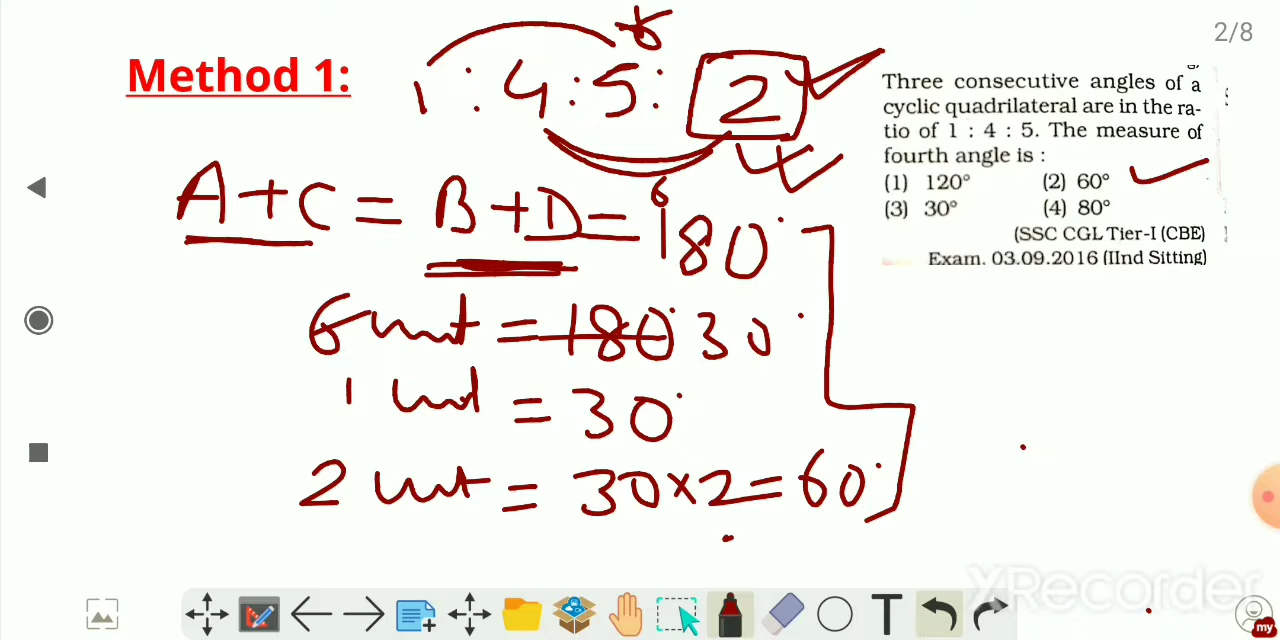 2/8
6
Method 1: 1 : 4 : 5 : 2
Three consecutive angles of a
cyclic quadrilateral are in the ra-
tio of 1 : 4 : 5. The measure of
fourth angle is :
(1) 120° (2) 60°
(3) 30° (4) 80°
(SSC CGL Tier-I (CBE)
Exam. 03.09.2016 (IInd Sitting)
6
A+C = B+D = 180°
6 unit = 180° 30°
1 unit = 30°
2 unit = 30×2=60°
T
XRecorder
my